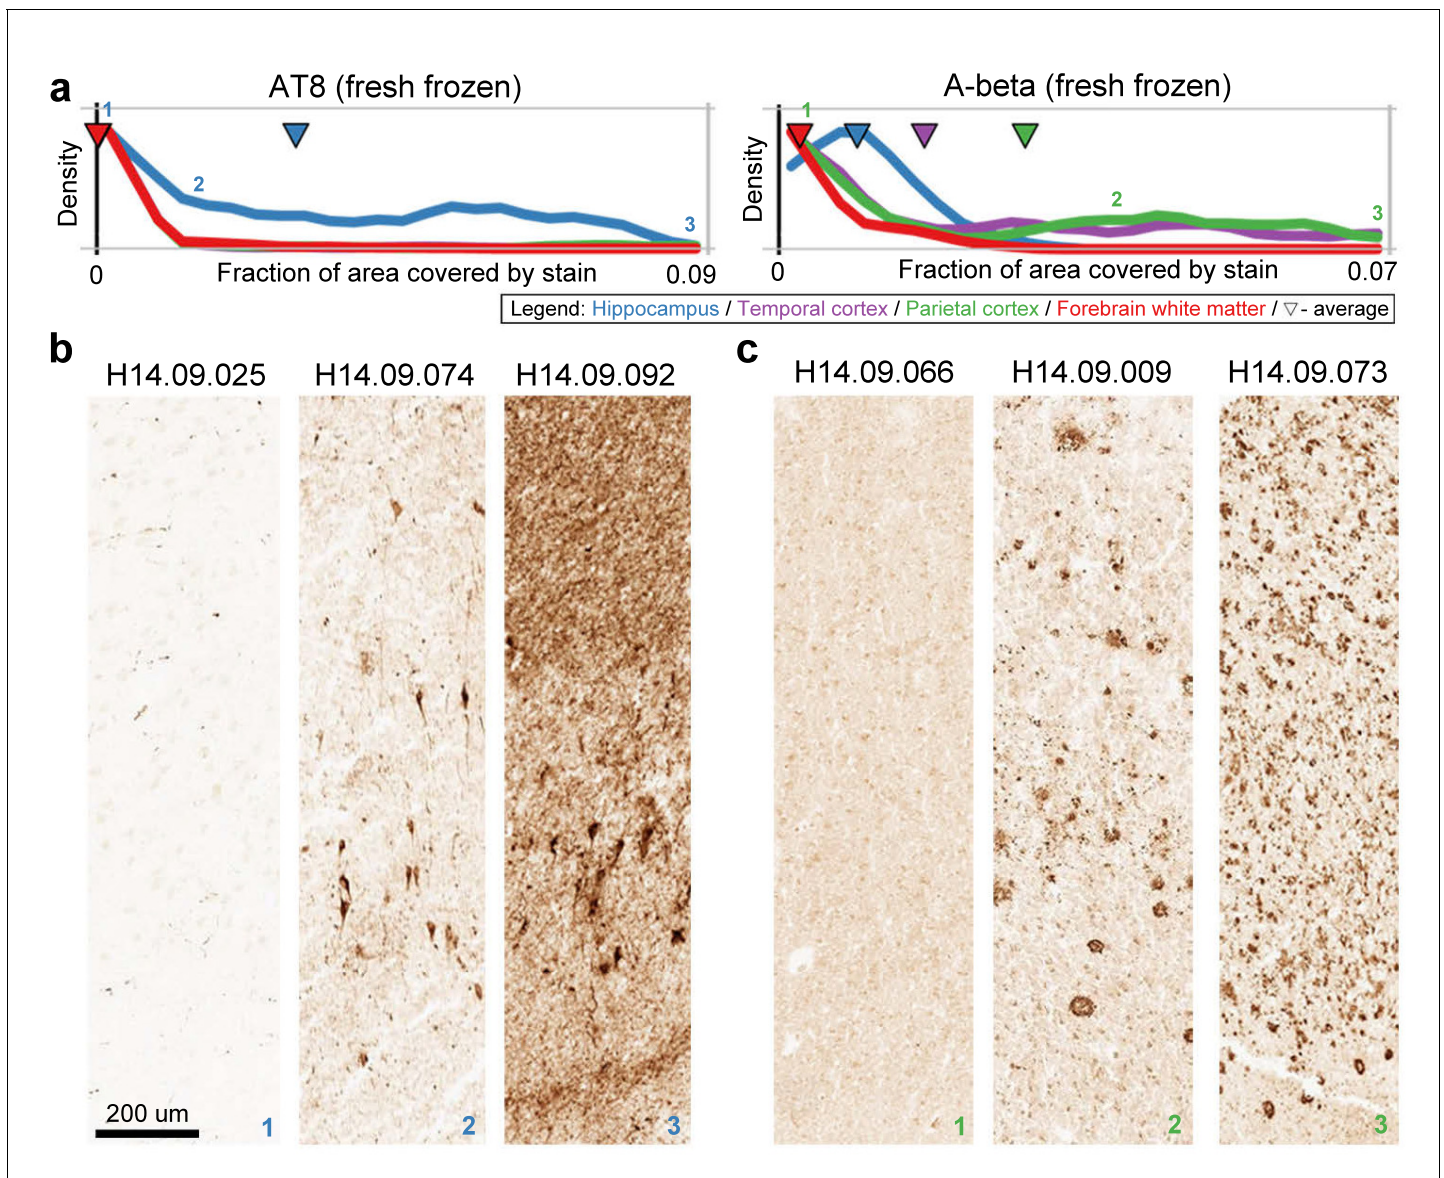 a
AT8 (fresh frozen)
A-beta (fresh frozen)
Density
1
2
3
0
Fraction of area covered by stain
0.09
Density
1
2
3
0
Fraction of area covered by stain
0.07
Legend: Hippocampus / Temporal cortex / Parietal cortex / Forebrain white matter / ▽- average
b
H14.09.025
H14.09.074
H14.09.092
200 um
1
2
3
c
H14.09.066
H14.09.009
H14.09.073
1
2
3